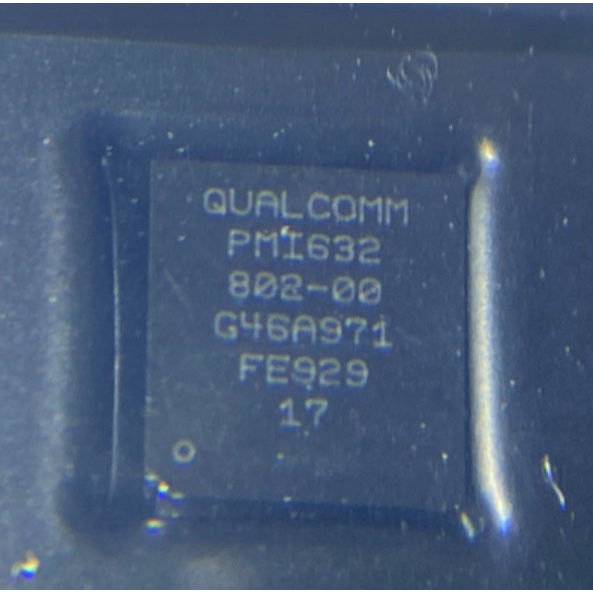 QUALCOMM
PMI632
802-00
G46A971
FE929
17